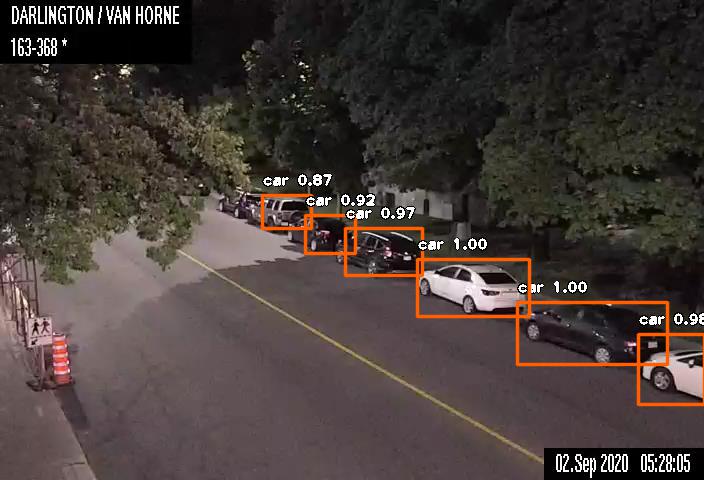 DARLINGTON / VAN HORNE
163-368 *
car 0.87
car 0.92
car 0.97
car 1.00
car 1.00
car 0.98
02.Sep 2020 05:28:05